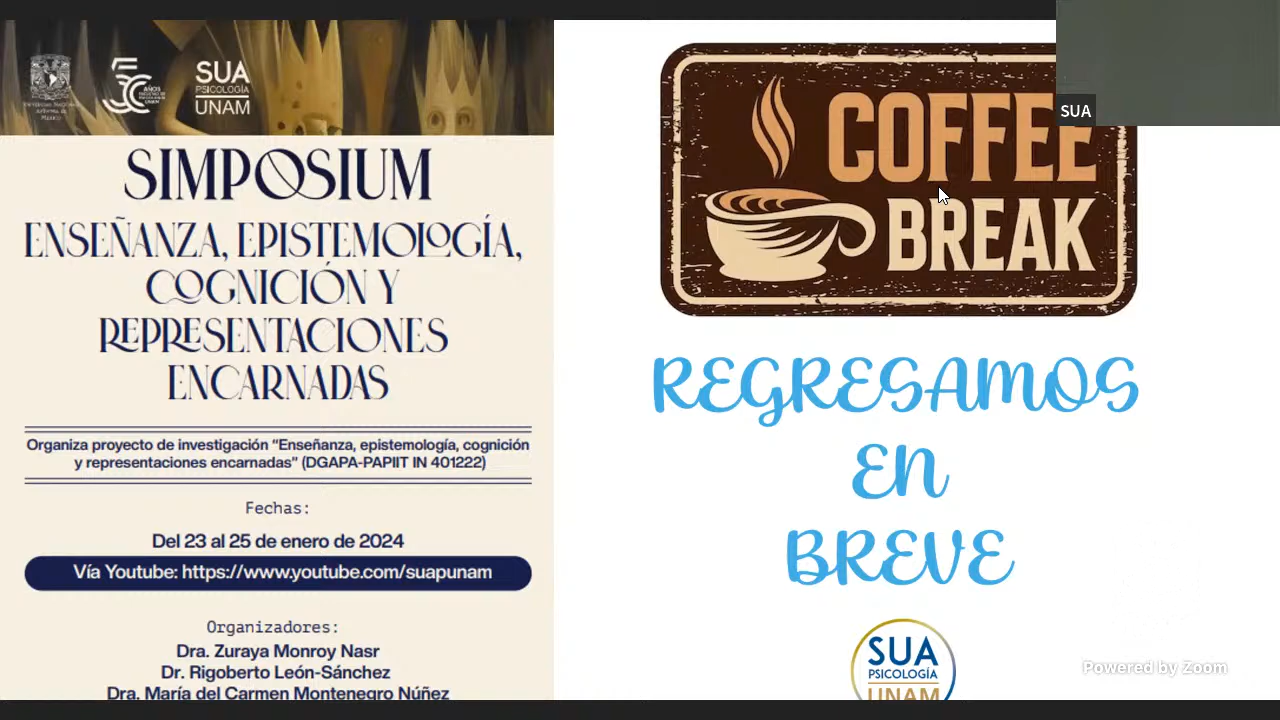 50 AÑOS
SUA
PSICOLOGÍA
UNAM
SIMPOSIUM
ENSEÑANZA, EPISTEMOLOGÍA,
COGNICIÓN Y
REPRESENTACIONES
ENCARNADAS
Organiza proyecto de investigación “Enseñanza, epistemología, cognición
y representaciones encarnadas” (DGAPA-PAPIIT IN 401222)
Fechas:
Del 23 al 25 de enero de 2024
Vía Youtube: https://www.youtube.com/suapunam
Organizadores:
Dra. Zuraya Monroy Nasr
Dr. Rigoberto León-Sánchez
Dra. María del Carmen Montenegro Núñez
COFFEE
BREAK
SUA
REGRESAMOS
EN
BREVE
SUA
PSICOLOGÍA
UNAM
Powered by Zoom